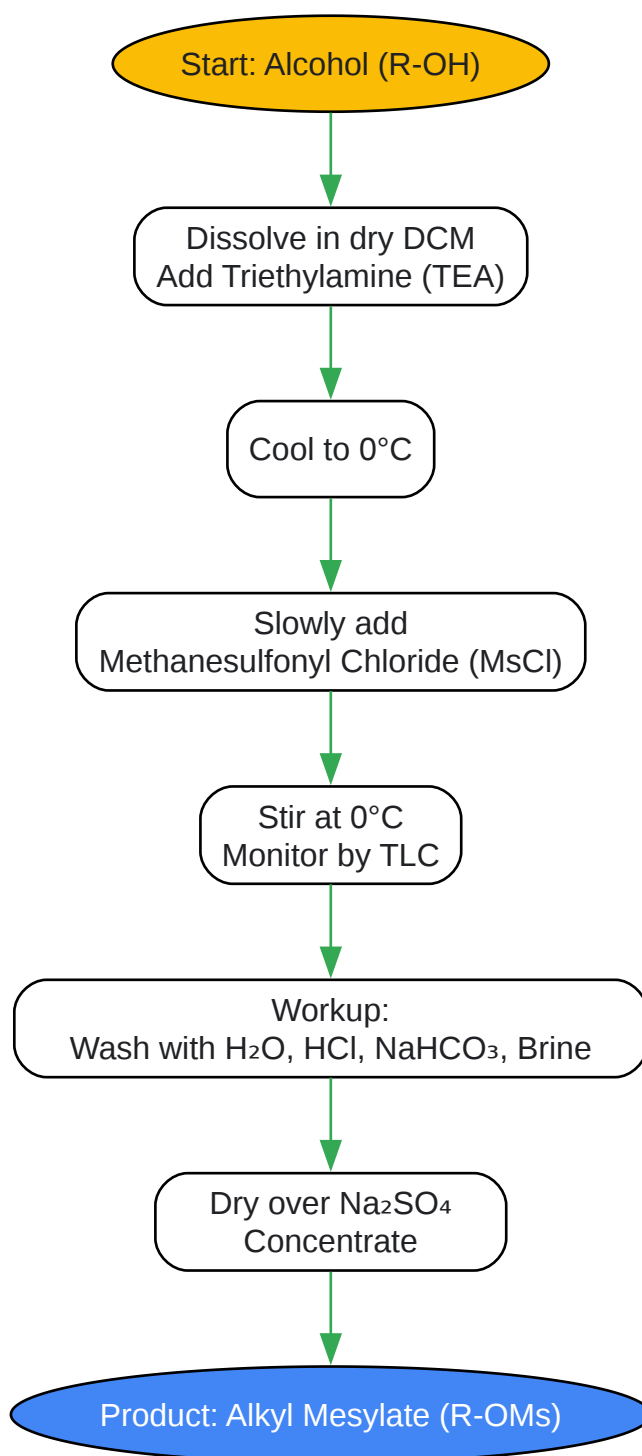 Start: Alcohol (R-OH)
Dissolve in dry DCM
Add Triethylamine (TEA)
Cool to 0°C
Slowly add
Methanesulfonyl Chloride (MsCl)
Stir at 0°C
Monitor by TLC
Workup:
Wash with H₂O, HCl, NaHCO₃, Brine
Dry over Na₂SO₄
Concentrate
Product: Alkyl Mesylate (R-OMs)